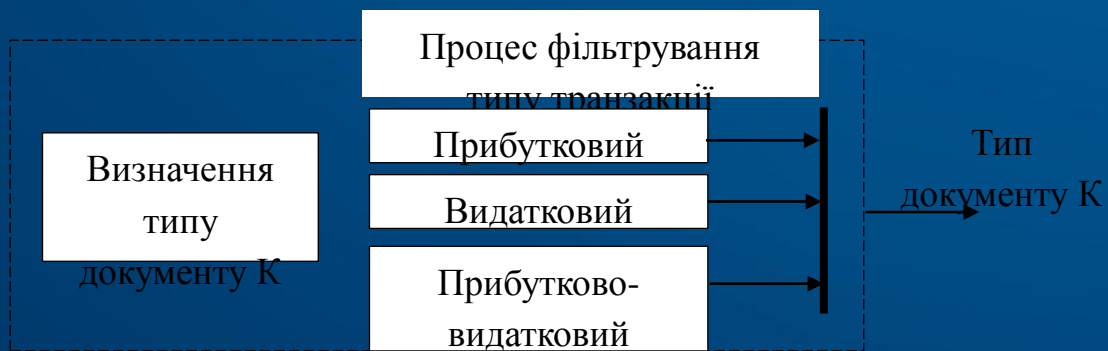 Процес фільтрування
типу транзакції
Визначення
типу
документу К
Прибутковий
Видатковий
Прибутково-
видатковий
Тип
документу К